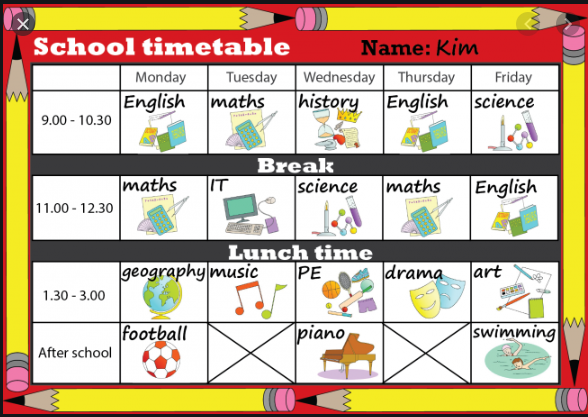 School timetable Name: Kim
Monday Tuesday Wednesday Thursday Friday
9.00 - 10.30 English maths history English science
Break
11.00 - 12.30 maths IT science maths English
Lunch time
1.30 - 3.00 geography music PE drama art
After school football piano swimming